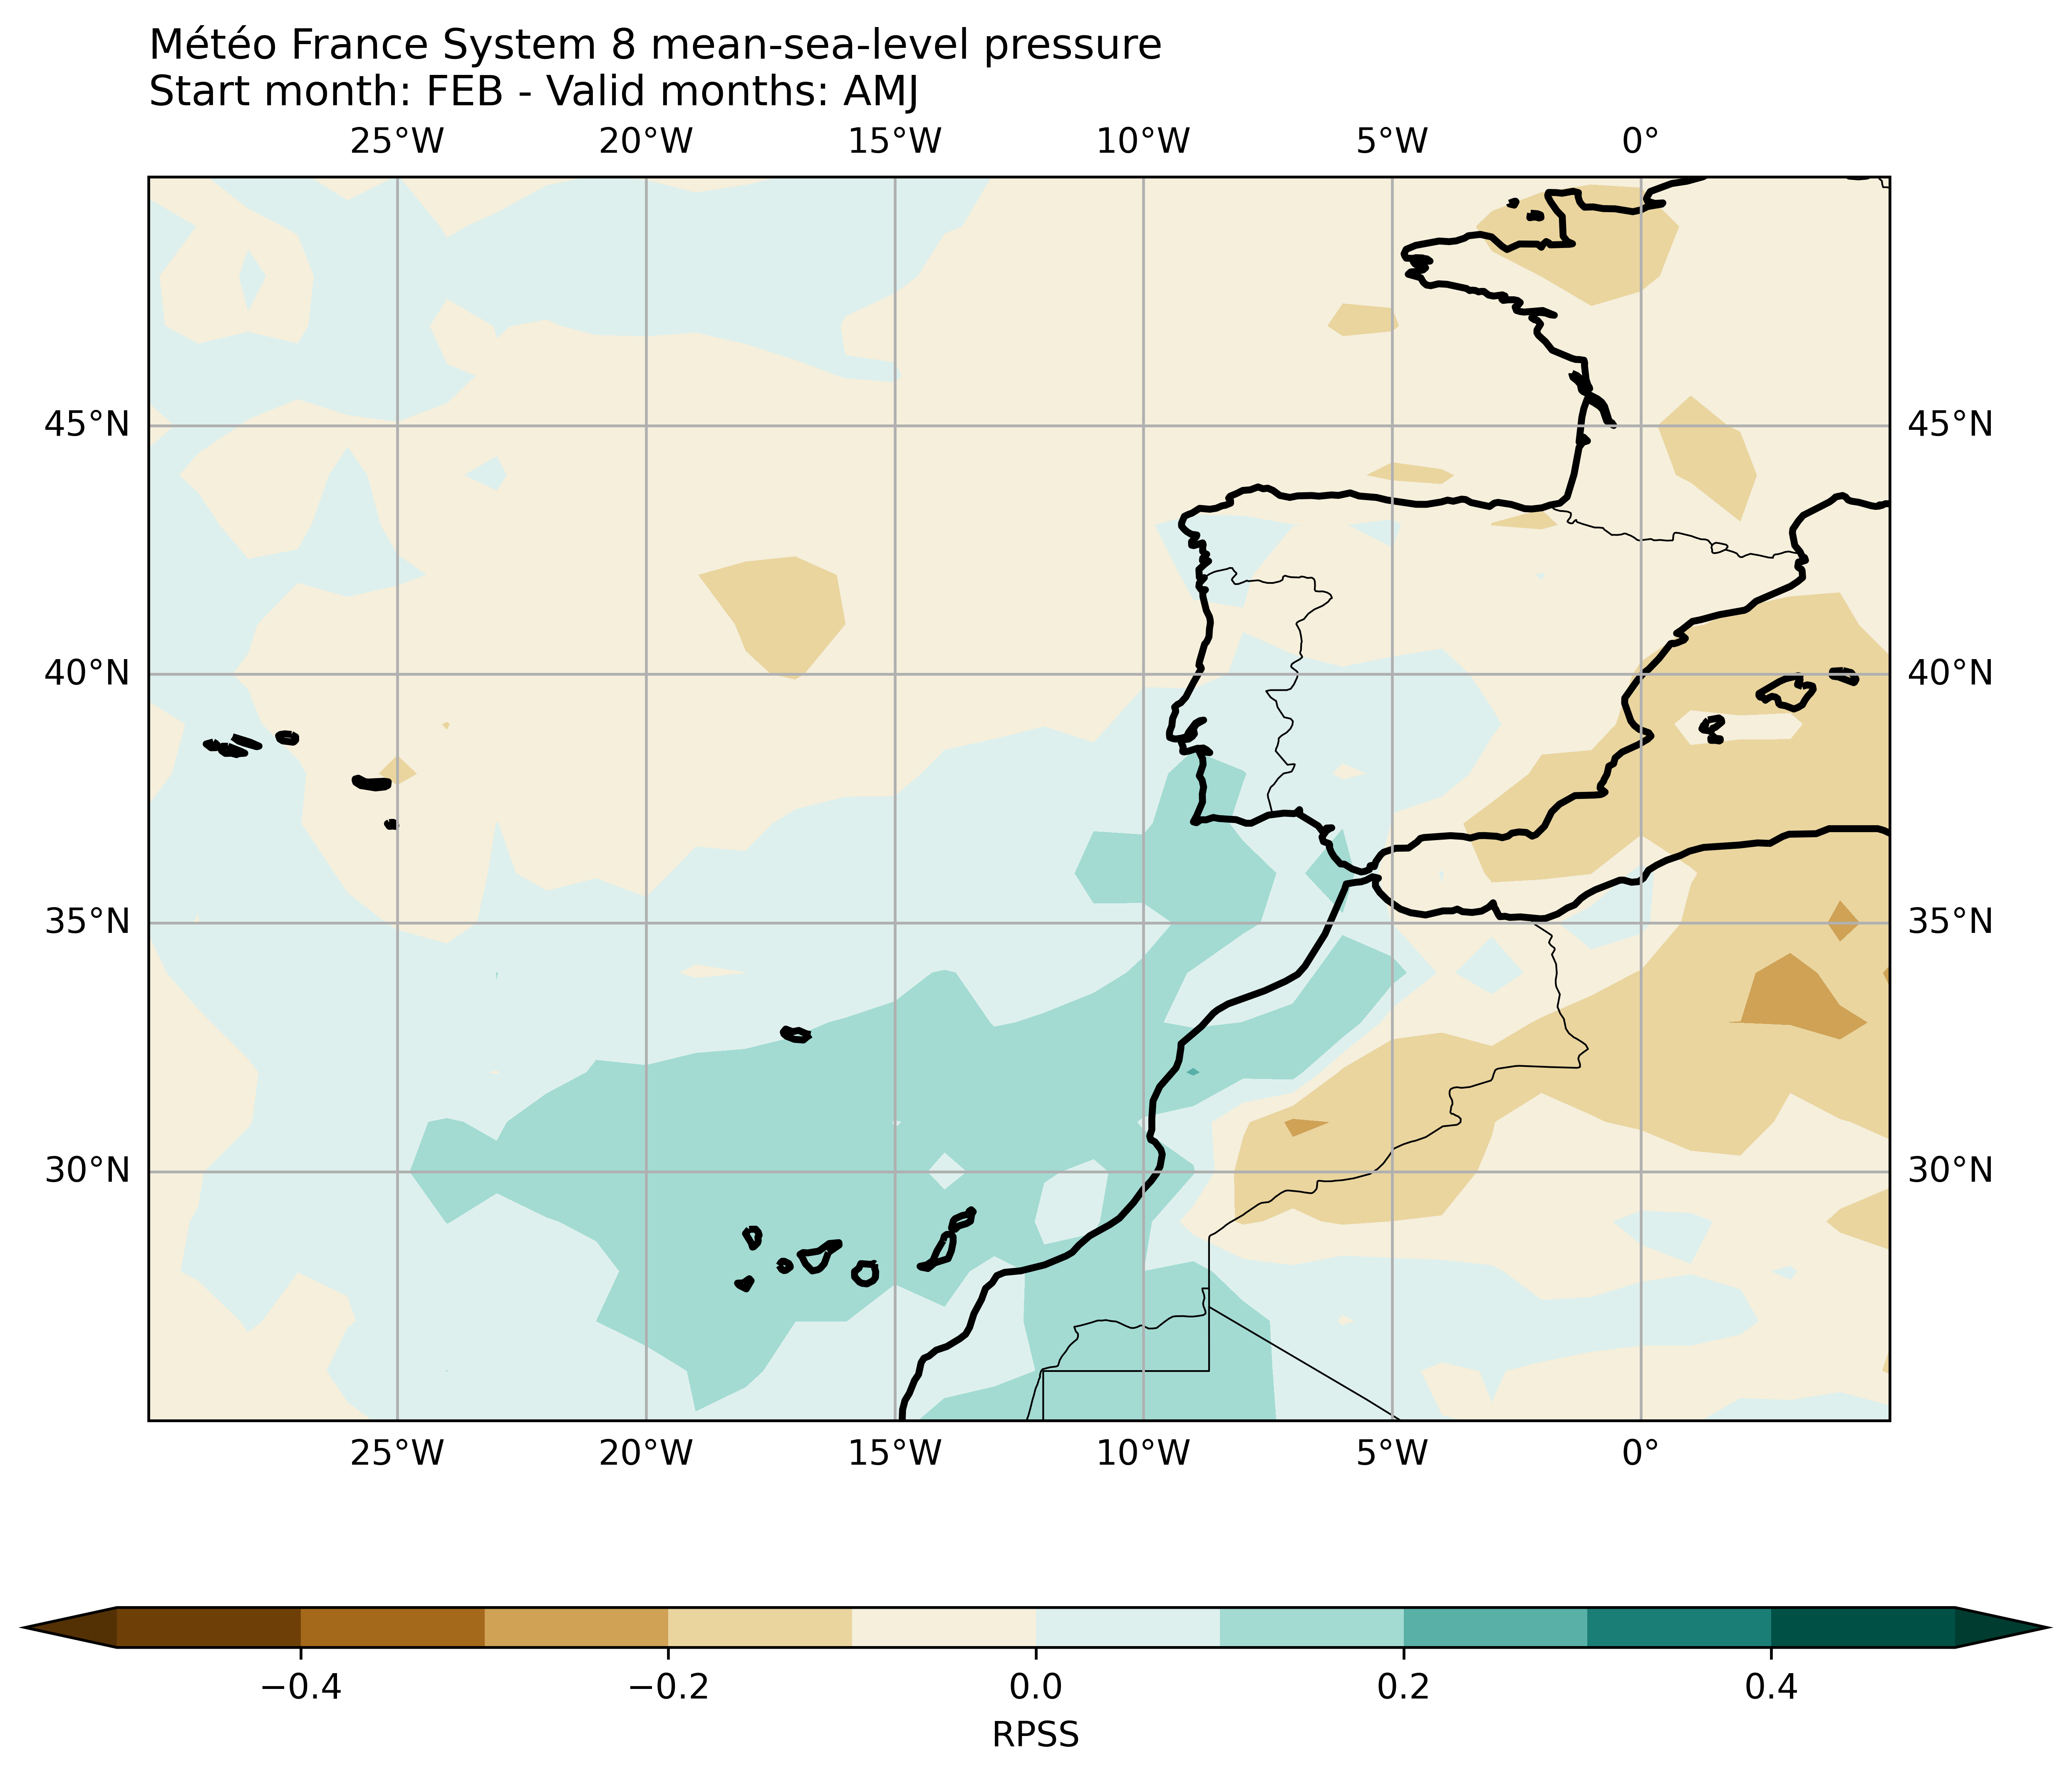 Météo France System 8 mean-sea-level pressure
Start month: FEB - Valid months: AMJ
25°W 20°W 15°W 10°W 5°W 0°
45°N 45°N
40°N 40°N
35°N 35°N
30°N 30°N
25°W 20°W 15°W 10°W 5°W 0°
−0.4 −0.2 0.0 0.2 0.4
RPSS